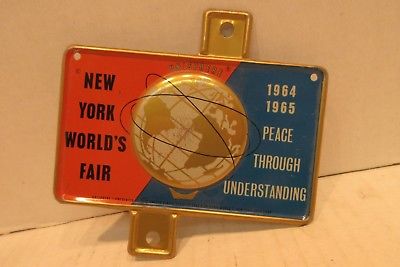 NEW
YORK
WORLD'S
FAIR
1964
1965
PEACE
THROUGH
UNDERSTANDING